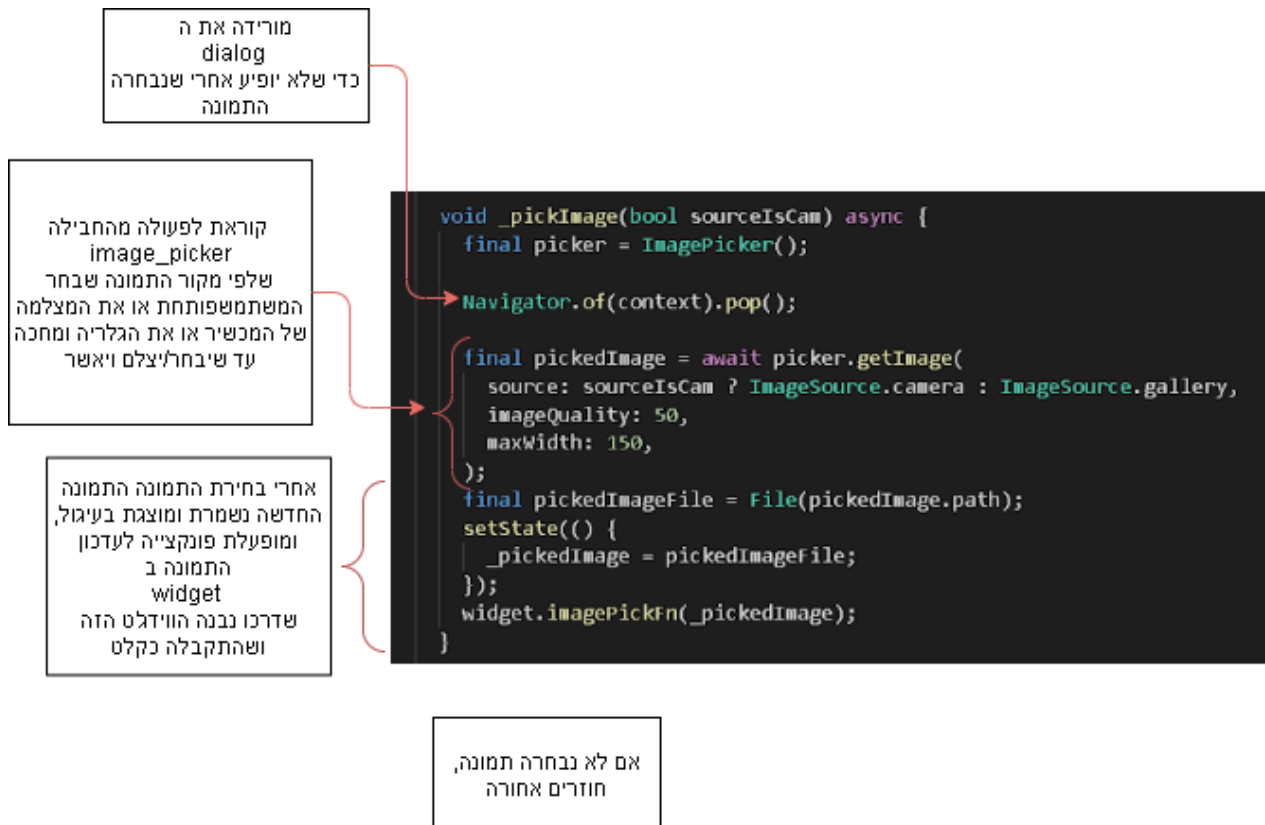 מורידה את ה
dialog
כדי שלא יופיע אחרי שנבחרה
התמונה
קוראת לפעולה מהחבילה
image_picker
שלפי מקור התמונה שבחר
המשתמשפותחת או את המצלמה
של המכשיר או את הגלריה ומחכה
עד שיבחר/יצלם ויאשר
אחרי בחירת התמונה התמונה
החדשה נשמרת ומוצגת בעיגול,
ומופעלת פונקצייה לעדכון
התמונה ב
widget
שדרכו נבנה הווידג'ט הזה
ושהתקבלה כקלט
void _pickImage(bool sourceIsCam) async {
final picker = ImagePicker();
Navigator.of(context).pop();
final pickedImage = await picker.getImage(
source: sourceIsCam ? ImageSource.camera : ImageSource.gallery,
imageQuality: 50,
maxWidth: 150,
);
final pickedImageFile = File(pickedImage.path);
setState(() {
_pickedImage = pickedImageFile;
});
widget.imagePickFn(_pickedImage);
}
אם לא נבחרה תמונה,
חוזרים אחורה